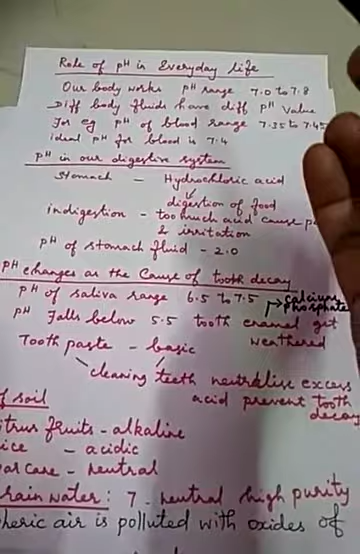 Role of pH in Everyday life
Our body works pH range 7.0 to 7.8
Diff body fluids have diff pH value
For eg pH of blood range 7.35 to 7.45
ideal pH for blood is 7.4
pH in our digestive system
Stomach - Hydrochloric acid
digestion of food
indigestion - too much acid cause
& irritation
pH of stomach fluid - 2.0
pH changes as the Cause of tooth decay
pH of saliva range 6.5 to 7.5 → calcium phosphate
pH Falls below 5.5 tooth enamel get weathered
Tooth paste - basic
cleaning teeth neutralise excess
acid prevent tooth decay
of soil
itrus fruits - alkaline
ice - acidic
cane - neutral
rain water: 7 - neutral high purity
heric air is polluted with oxides of